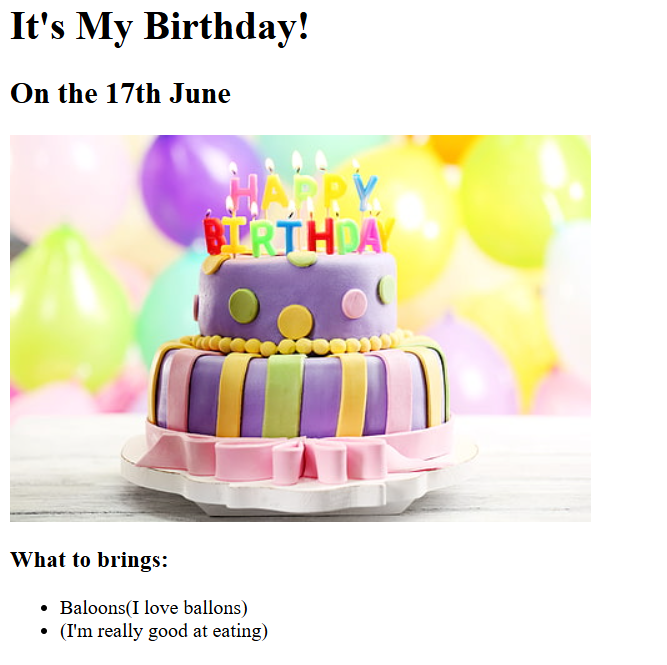 It's My Birthday!
On the 17th June
HAPPY
BIRTHDAY
What to brings:
Baloons(I love ballons)
(I'm really good at eating)